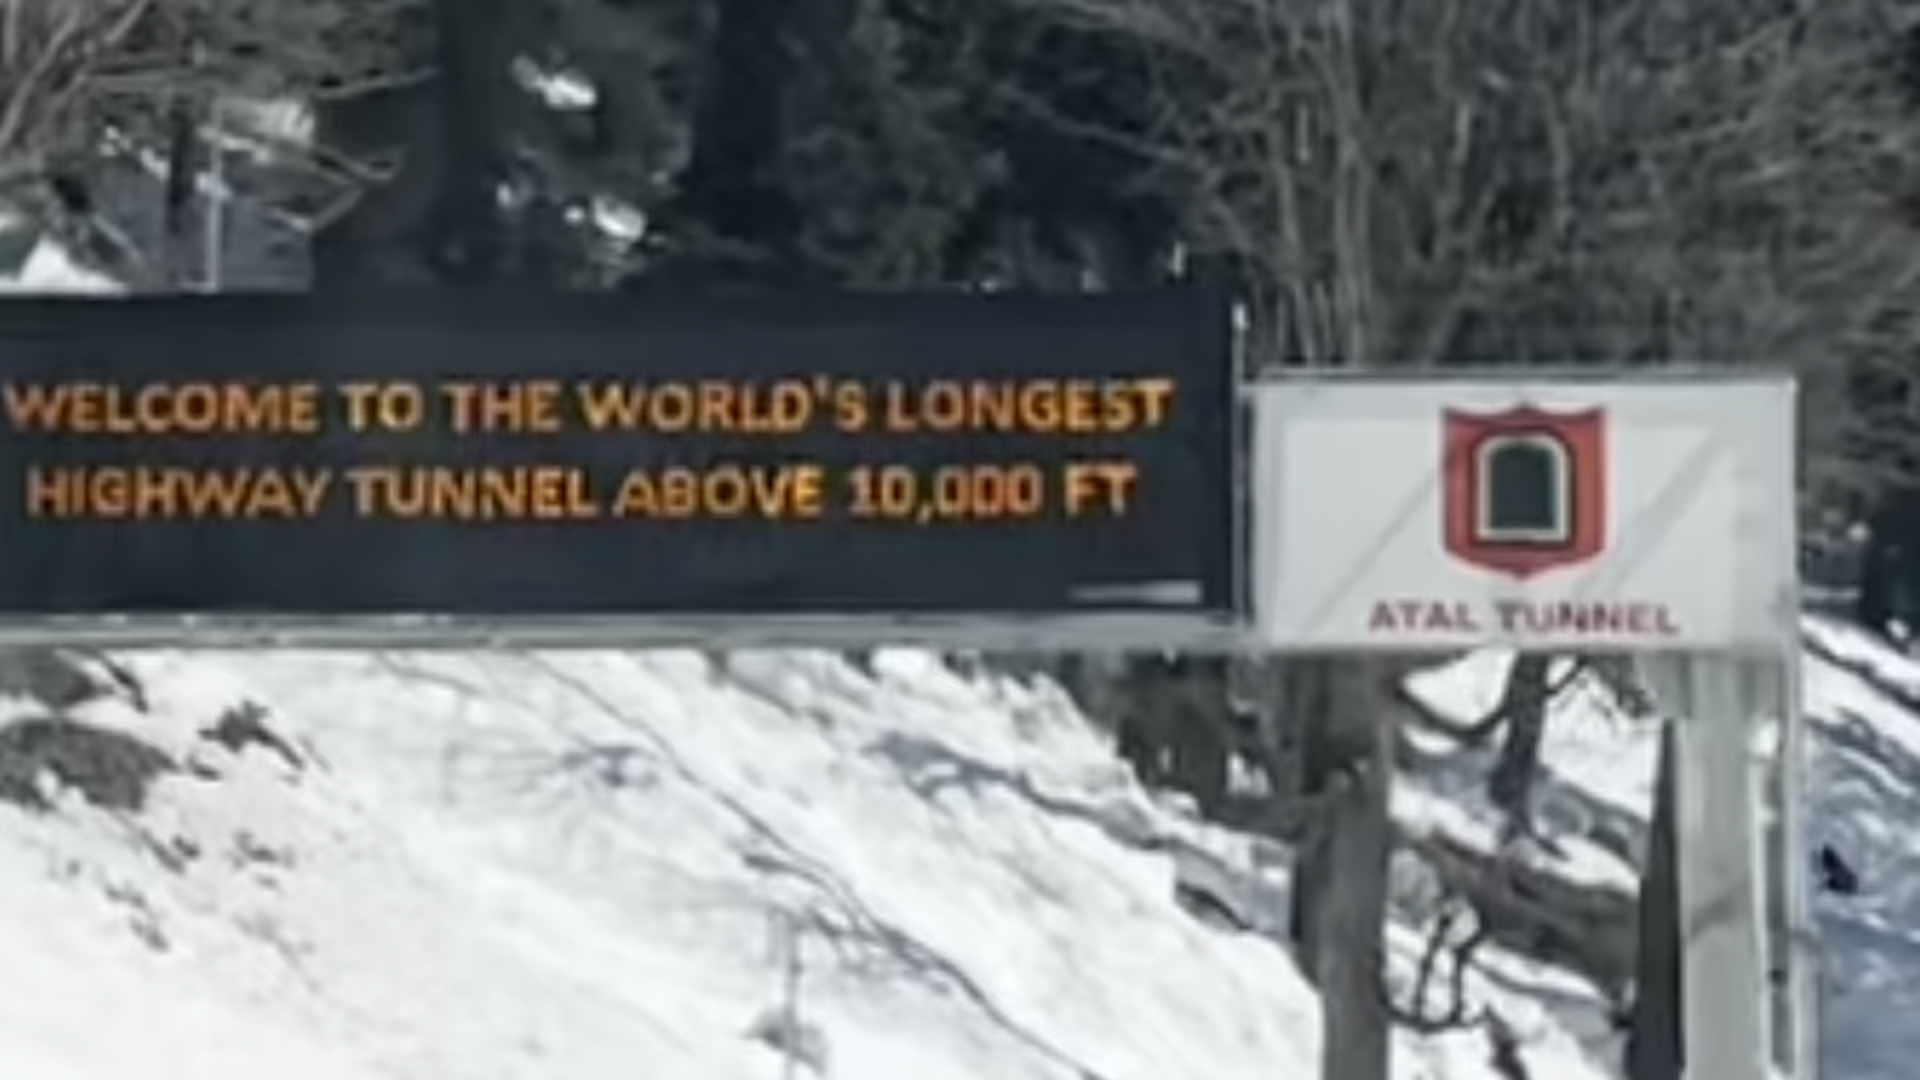 WELCOME TO THE WORLD'S LONGEST
HIGHWAY TUNNEL ABOVE 10,000 FT
ATAL TUNNEL